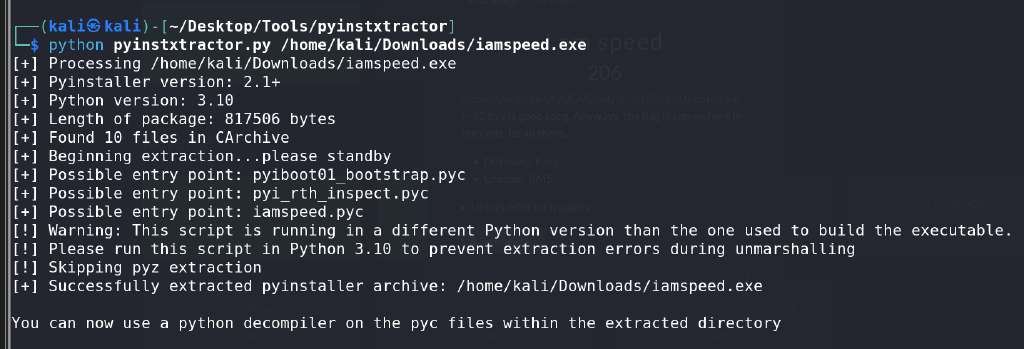 (kali㉿kali)-[~/Desktop/Tools/pyinstxtractor]
$ python pyinstxtractor.py /home/kali/Downloads/iamspeed.exe
[+] Processing /home/kali/Downloads/iamspeed.exe
[+] Pyinstaller version: 2.1+
[+] Python version: 3.10
[+] Length of package: 817506 bytes
[+] Found 10 files in CArchive
[+] Beginning extraction...please standby
[+] Possible entry point: pyiboot01_bootstrap.pyc
[+] Possible entry point: pyi_rth_inspect.pyc
[+] Possible entry point: iamspeed.pyc
[!] Warning: This script is running in a different Python version than the one used to build the executable.
[!] Please run this script in Python 3.10 to prevent extraction errors during unmarshalling
[!] Skipping pyz extraction
[+] Successfully extracted pyinstaller archive: /home/kali/Downloads/iamspeed.exe
You can now use a python decompiler on the pyc files within the extracted directory
speed
206